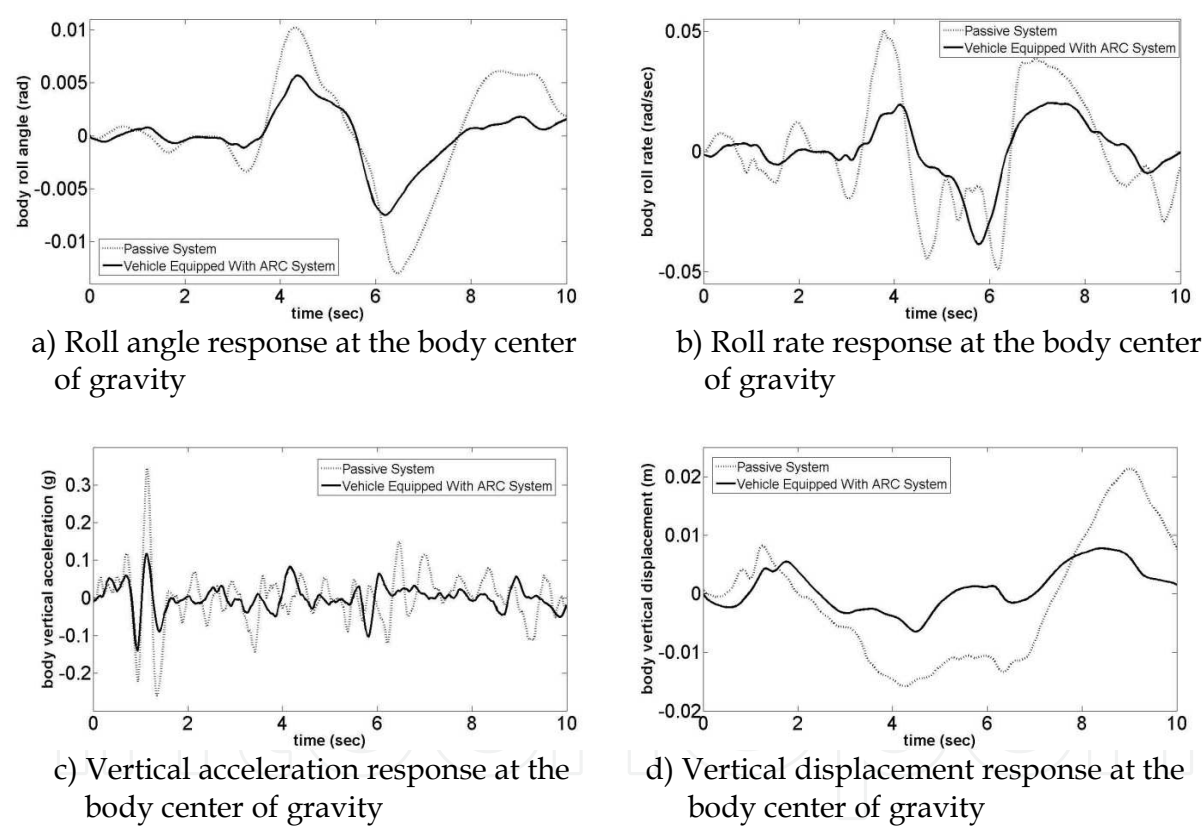 0.01
0.005
0
-0.005
-0.01
body roll angle (rad)
Passive System
Vehicle Equipped With ARC System
0 2 4 6 8 10
time (sec)
a) Roll angle response at the body center
of gravity
0.05
0
-0.05
body roll rate (rad/sec)
Passive System
Vehicle Equipped With ARC System
0 2 4 6 8 10
time (sec)
b) Roll rate response at the body center
of gravity
0.3
0.2
0.1
0
-0.1
-0.2
body vertical acceleration (g)
Passive System
Vehicle Equipped With ARC System
0 2 4 6 8 10
time (sec)
c) Vertical acceleration response at the
body center of gravity
0.02
0.01
0
-0.01
-0.02
body vertical displacement (m)
Passive System
Vehicle Equipped With ARC System
0 2 4 6 8 10
time (sec)
d) Vertical displacement response at the
body center of gravity